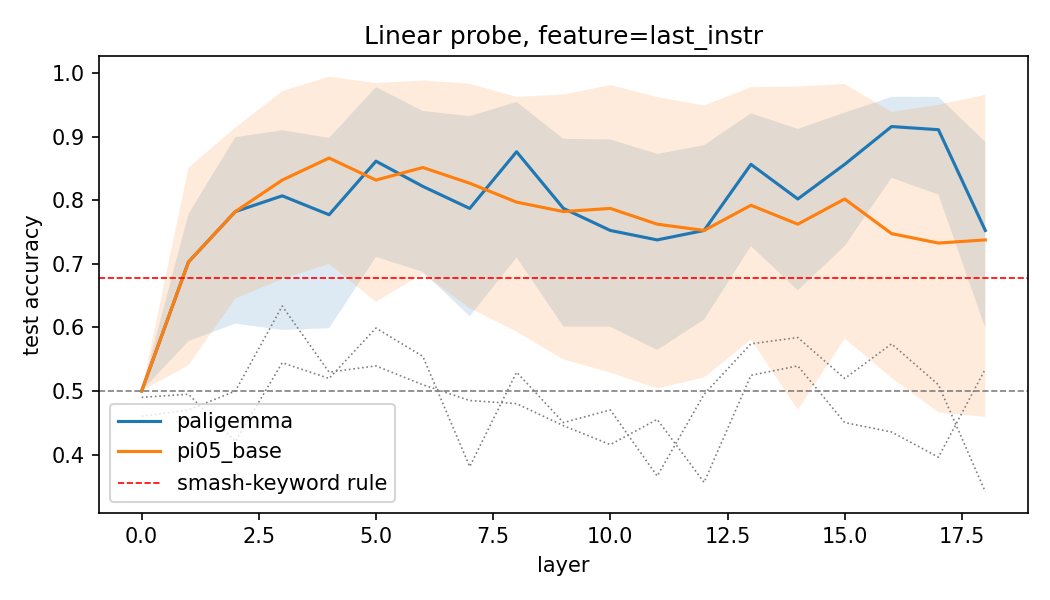 Linear probe, feature=last_instr
test accuracy
1.0
0.9
0.8
0.7
0.6
0.5
0.4
paligemma
pi05_base
smash-keyword rule
0.0 2.5 5.0 7.5 10.0 12.5 15.0 17.5
layer